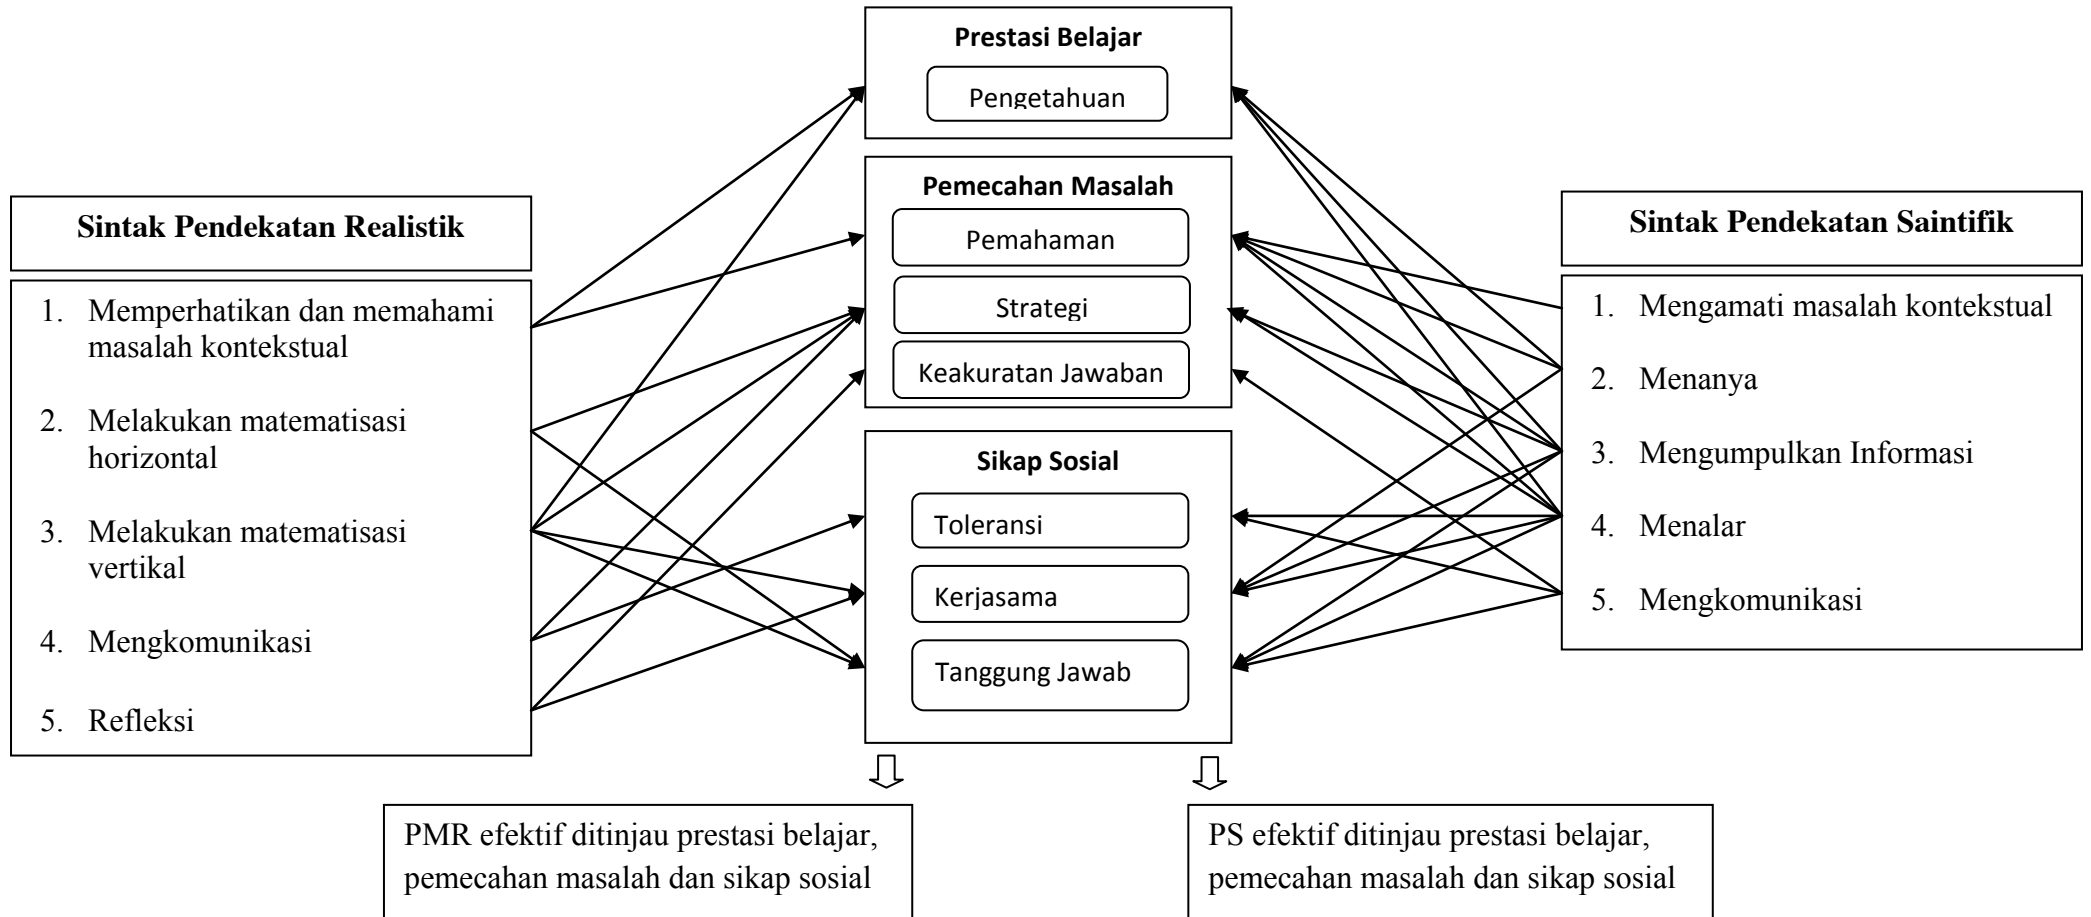 Prestasi Belajar
Pengetahuan
Pemecahan Masalah
Pemahaman
Strategi
Keakuratan Jawaban
Sikap Sosial
Toleransi
Kerjasama
Tanggung Jawab
Sintak Pendekatan Realistik
1. Memperhatikan dan memahami
masalah kontekstual
2. Melakukan matematisasi
horizontal
3. Melakukan matematisasi
vertikal
4. Mengkomunikasi
5. Refleksi
Sintak Pendekatan Saintifik
1. Mengamati masalah kontekstual
2. Menanya
3. Mengumpulkan Informasi
4. Menalar
5. Mengkomunikasi
PMR efektif ditinjau prestasi belajar,
pemecahan masalah dan sikap sosial
PS efektif ditinjau prestasi belajar,
pemecahan masalah dan sikap sosial